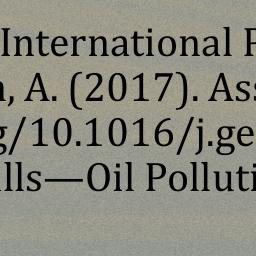 International P
, A. (2017). Ass
g/10.1016/j.ge
lls—Oil Polluti